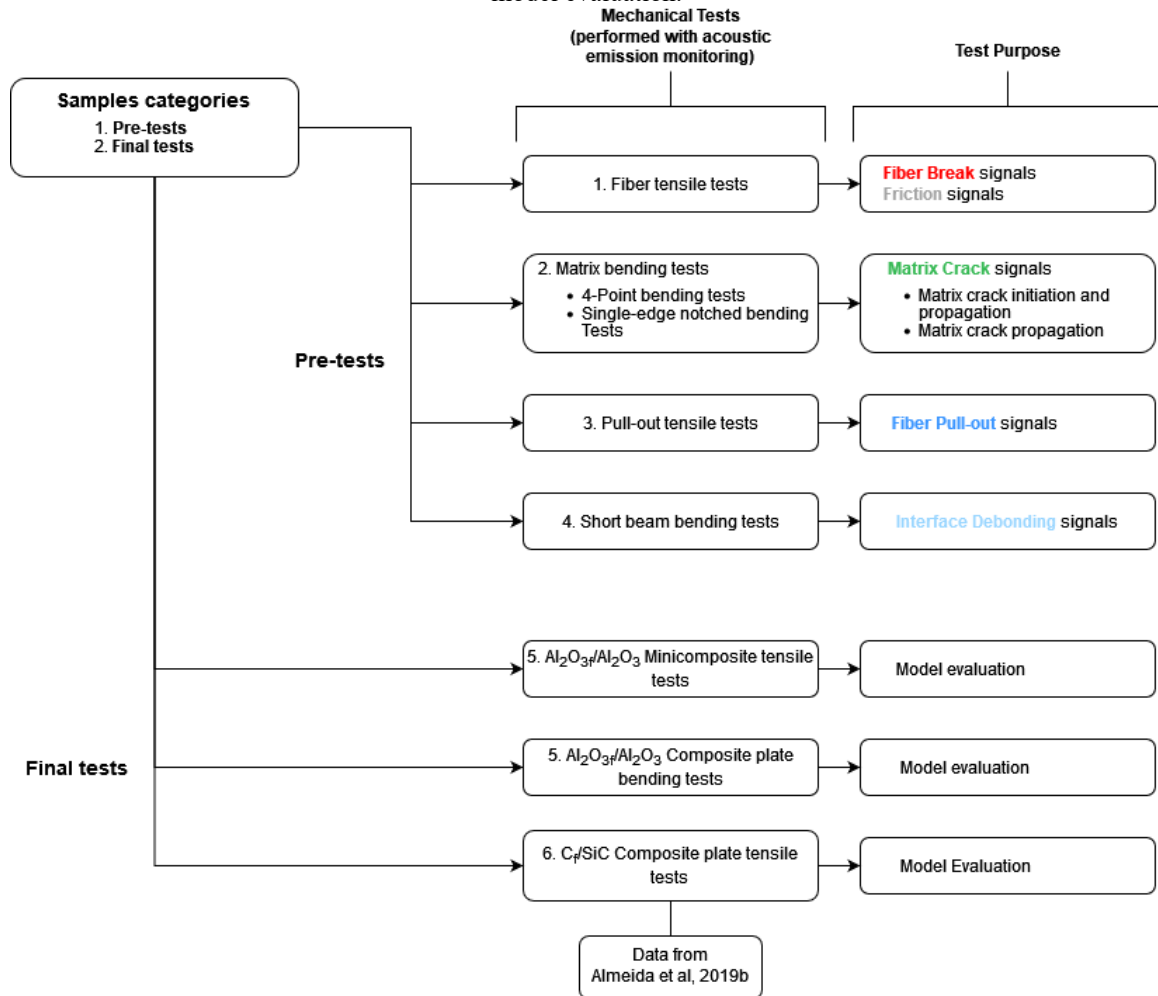 Mechanical Tests
(performed with acoustic
emission monitoring)
Test Purpose
Samples categories
1. Pre-tests
2. Final tests
1. Fiber tensile tests
Fiber Break signals
Friction signals
2. Matrix bending tests
• 4-Point bending tests
• Single-edge notched bending
Tests
Matrix Crack signals
• Matrix crack initiation and
propagation
• Matrix crack propagation
Pre-tests
3. Pull-out tensile tests
Fiber Pull-out signals
4. Short beam bending tests
Interface Debonding signals
5. Al₂O₃f/Al₂O₃ Minicomposite tensile
tests
Model evaluation
Final tests
5. Al₂O₃f/Al₂O₃ Composite plate
bending tests
Model evaluation
6. Cf/SiC Composite plate tensile
tests
Model Evaluation
Data from
Almeida et al, 2019b